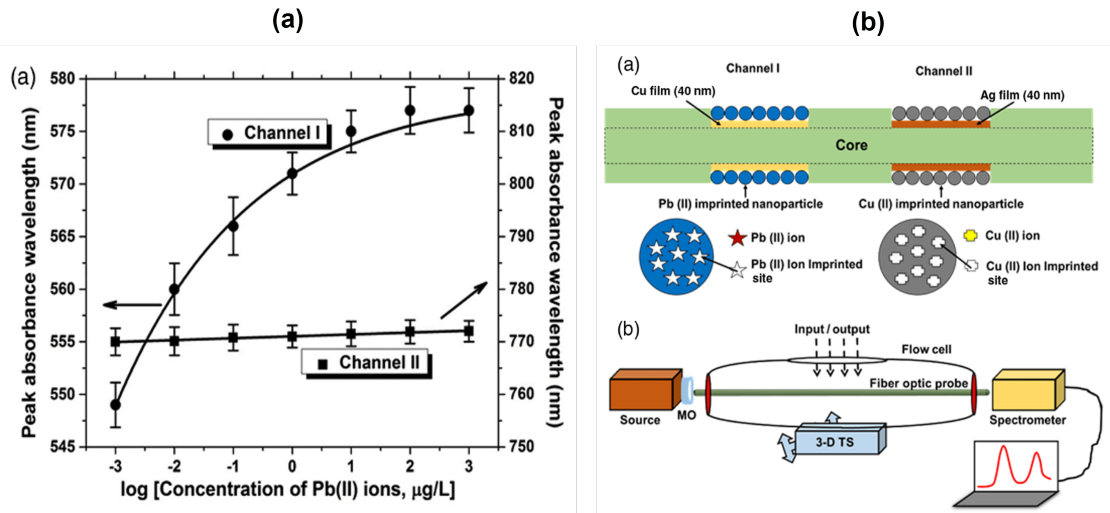 (a)
(b)
(a)
580
575
570
565
560
555
550
545
Peak absorbance wavelength (nm)
820
810
800
790
780
770
760
750
Peak absorbance wavelength (nm)
Channel I
Channel II
-3 -2 -1 0 1 2 3
log [Concentration of Pb(II) ions, μg/L]
(a)
Channel I
Channel II
Cu film (40 nm)
Ag film (40 nm)
Core
Pb (II) imprinted nanoparticle
Cu (II) imprinted nanoparticle
Pb (II) ion
Pb (II) Ion Imprinted
site
Cu (II) ion
Cu (II) Ion Imprinted
site
(b)
Input / output
Flow cell
Fiber optic probe
Source
MO
3-D TS
Spectrometer